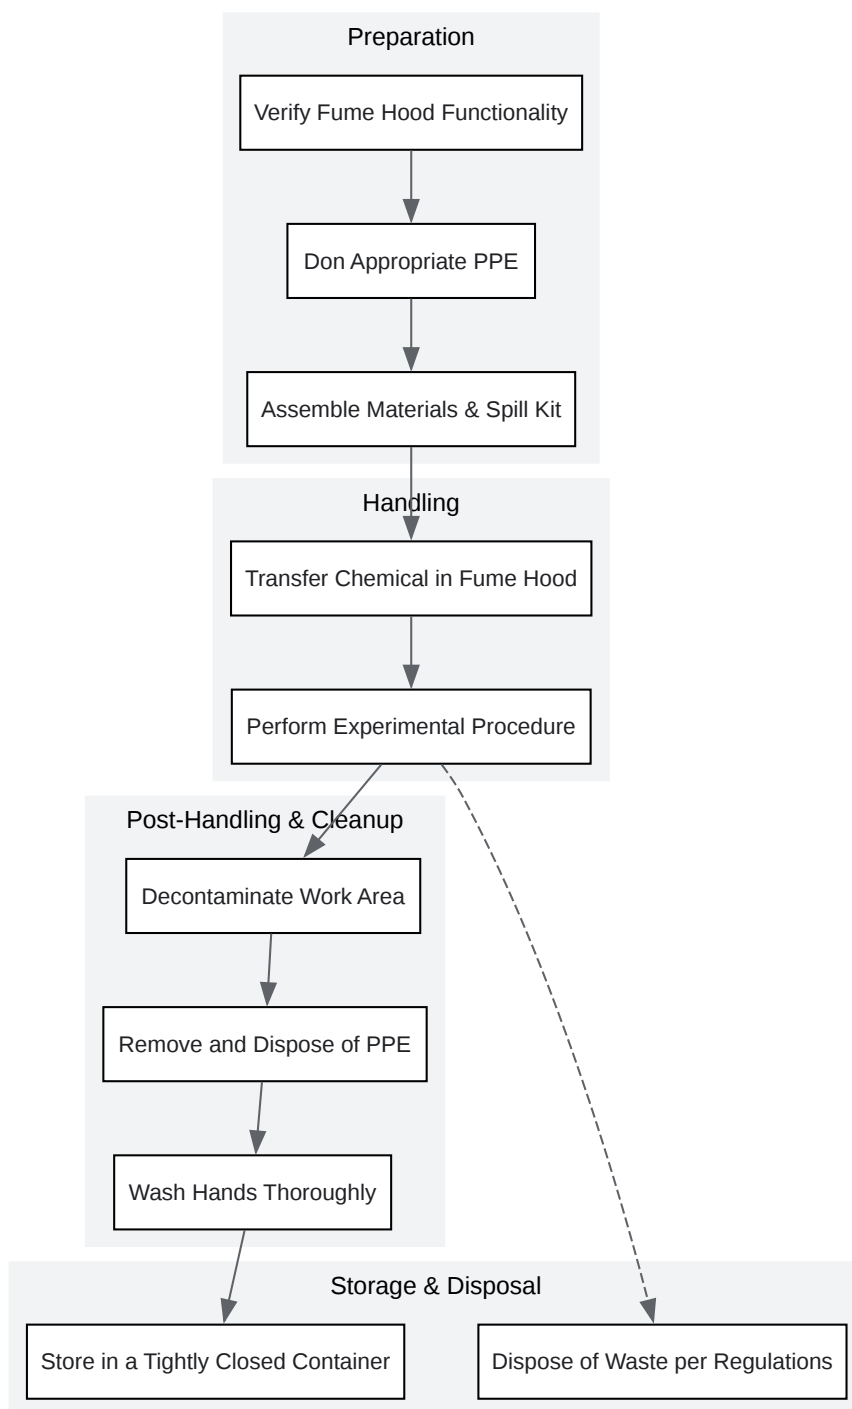 Preparation
Verify Fume Hood Functionality
Don Appropriate PPE
Assemble Materials & Spill Kit
Handling
Transfer Chemical in Fume Hood
Perform Experimental Procedure
Post-Handling & Cleanup
Decontaminate Work Area
Remove and Dispose of PPE
Wash Hands Thoroughly
Storage & Disposal
Store in a Tightly Closed Container
Dispose of Waste per Regulations